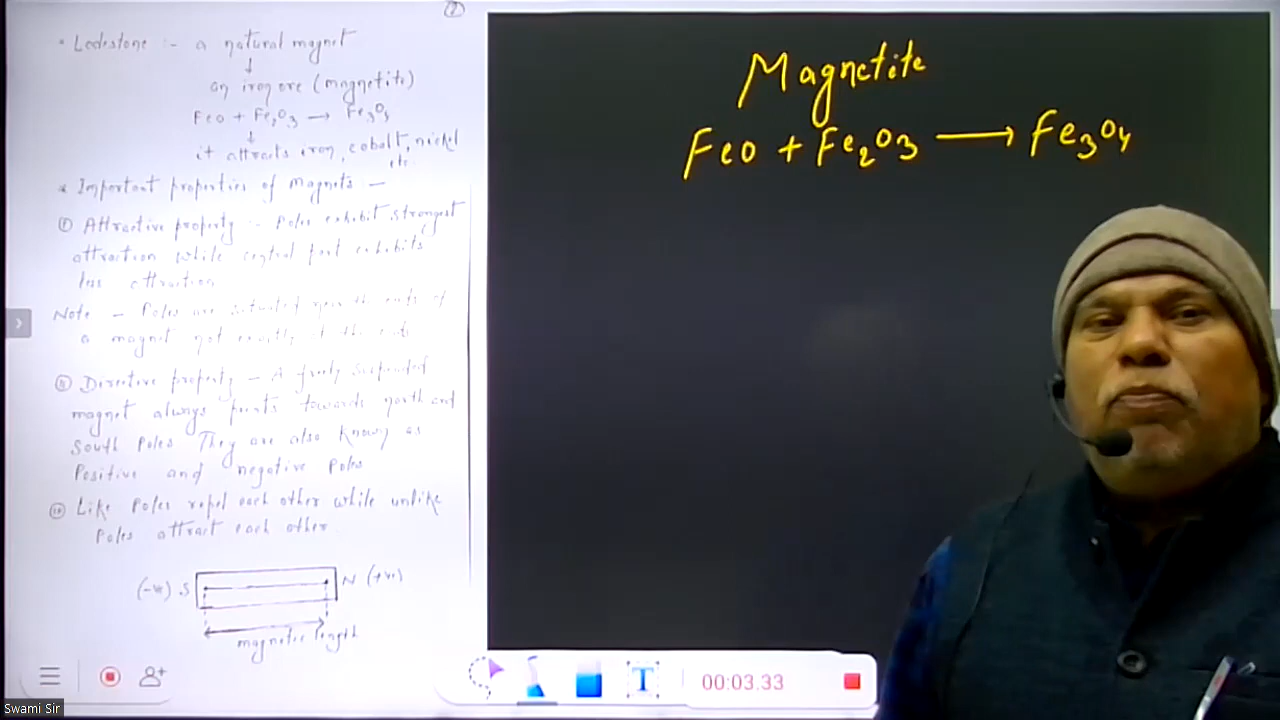 (2)
* Lodestone :- a natural magnet
↓
an iron ore (magnetite)
FeO + Fe2O3 → Fe3O4
↓
it attracts iron, cobalt, nickel
etc.
* Important properties of Magnets –
(i) Attractive property :- Poles exhibit strongest
attraction while central part exhibits
less attraction
Note – Poles are situated near the ends of
a magnet not exactly at the ends
(ii) Directive property – A freely suspended
magnet always points towards north and
south poles They are also known as
Positive and negative Poles
(iii) Like Poles repel each other while unlike
Poles attract each other.
(-ve) S N (+ve)
magnetic length
Magnetite
FeO + Fe2O3 → Fe3O4
T
00:03.33
Swami Sir